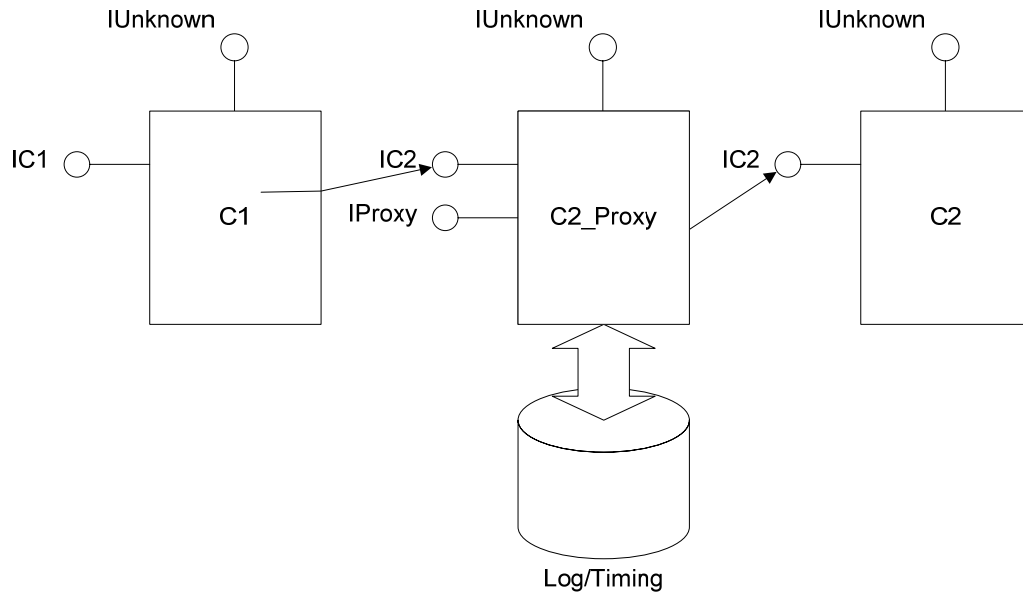 IUnknown
IUnknown
IUnknown
IC1
IC2
IC2
IProxy
C1
C2_Proxy
C2
Log/Timing